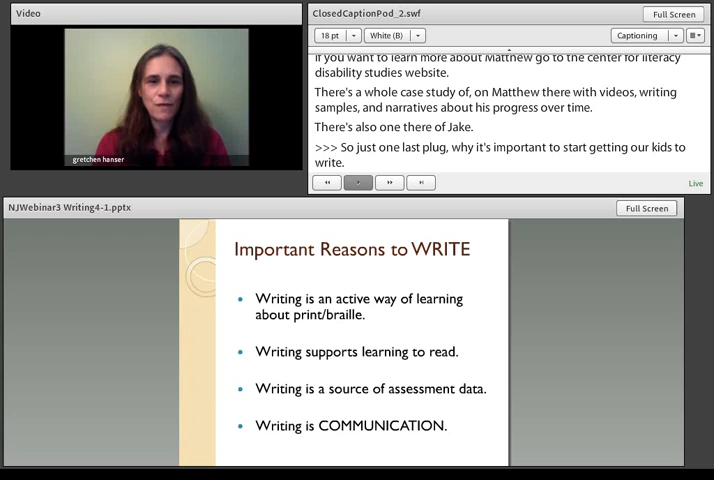 Video
gretchen hanser
ClosedCaptionPod_2.swf
Full Screen
18 pt
White (B)
Captioning
If you want to learn more about Matthew go to the center for literacy
disability studies website.
There's a whole case study of, on Matthew there with videos, writing
samples, and narratives about his progress over time.
There's also one there of Jake.
>>> So just one last plug, why it's important to start getting our kids to
write.
Live
NJWebinar3 Writing4-1.pptx
Full Screen
Important Reasons to WRITE
• Writing is an active way of learning
about print/braille.
• Writing supports learning to read.
• Writing is a source of assessment data.
• Writing is COMMUNICATION.